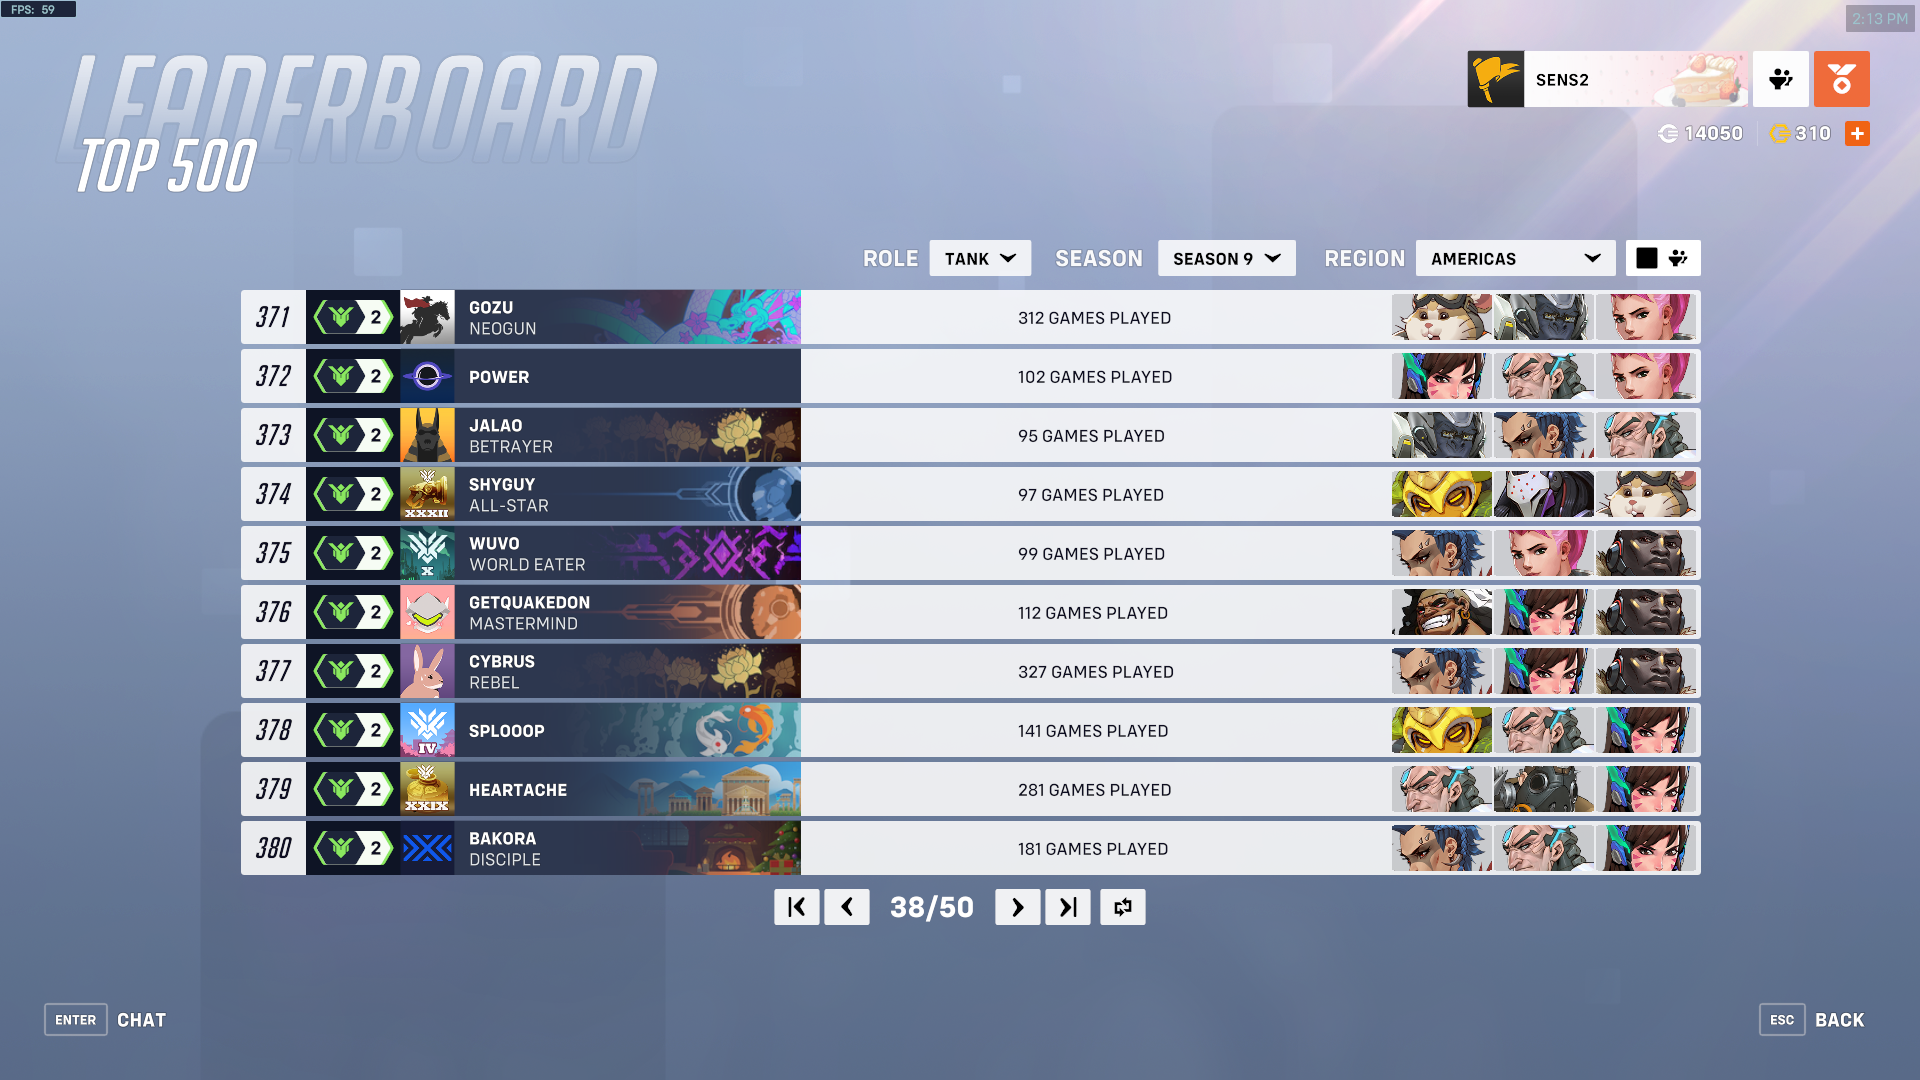 FPS: 59
2:13 PM
LEADERBOARD
TOP 500
SENS2
14050
310
ROLE TANK SEASON SEASON 9 REGION AMERICAS
371 2 GOZU
NEOGUN
312 GAMES PLAYED
372 2 POWER 102 GAMES PLAYED
373 2 JALAO
BETRAYER
95 GAMES PLAYED
374 2 XXXII SHYGUY
ALL-STAR
97 GAMES PLAYED
375 2 X WUVO
WORLD EATER
99 GAMES PLAYED
376 2 GETQUAKEDON
MASTERMIND
112 GAMES PLAYED
377 2 CYBRUS
REBEL
327 GAMES PLAYED
378 2 IV SPLOOOP 141 GAMES PLAYED
379 2 XXIX HEARTACHE 281 GAMES PLAYED
380 2 BAKORA
DISCIPLE
181 GAMES PLAYED
38/50
ENTER CHAT
ESC BACK